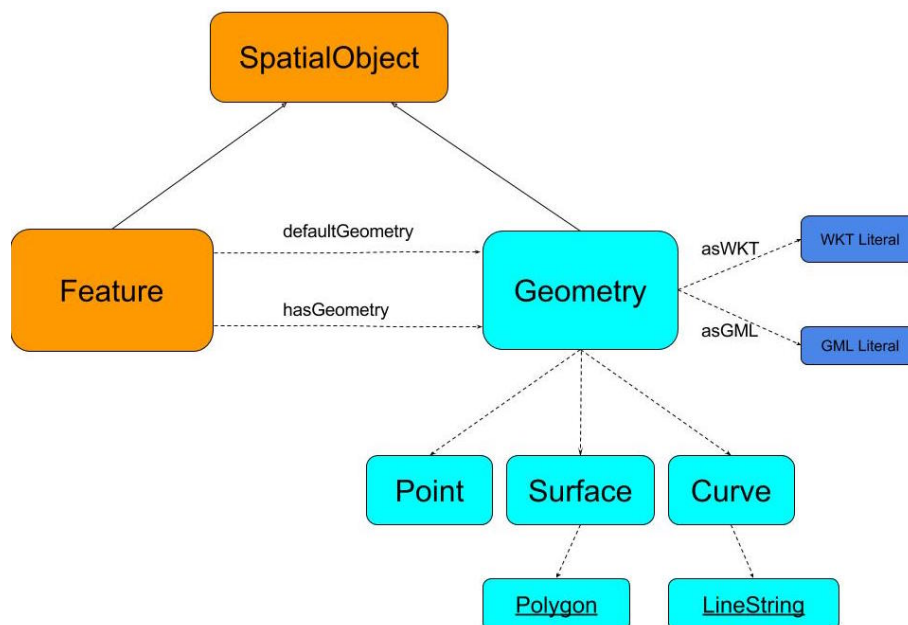 SpatialObject
defaultGeometry
asWKT
WKT Literal
Feature
Geometry
hasGeometry
asGML
GML Literal
Point
Surface
Curve
Polygon
LineString